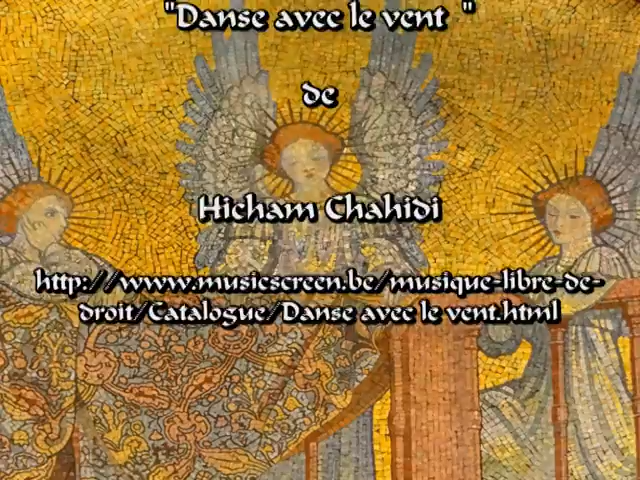 "Danse avec le vent "
de
Hicham Chahidi
http://www.musicscreen.be/musique-libre-de-
droit/Catalogue/Danse avec le vent.html